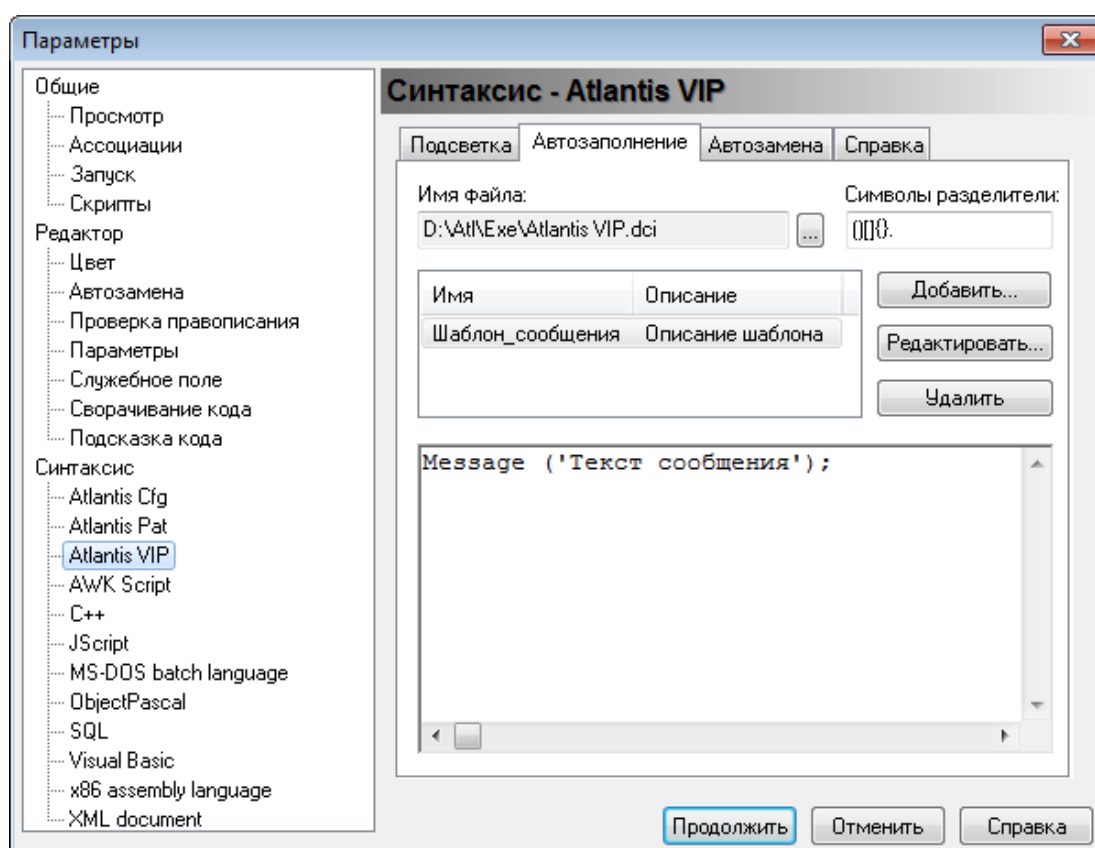 Параметры
Общие
Просмотр
Ассоциации
Запуск
Скрипты
Редактор
Цвет
Автозамена
Проверка правописания
Параметры
Служебное поле
Сворачивание кода
Подсказка кода
Синтаксис
Atlantis Cfg
Atlantis Pat
Atlantis VIP
AWK Script
C++
JScript
MS-DOS batch language
ObjectPascal
SQL
Visual Basic
x86 assembly language
XML document
Синтаксис - Atlantis VIP
Подсветка Автозаполнение Автозамена Справка
Имя файла: Символы разделители:
D:\Atl\Exe\Atlantis VIP.dci ... ()[]{}.
Имя Описание
Шаблон_сообщения Описание шаблона
Добавить...
Редактировать...
Удалить
Message ('Текст сообщения');
Продолжить Отменить Справка